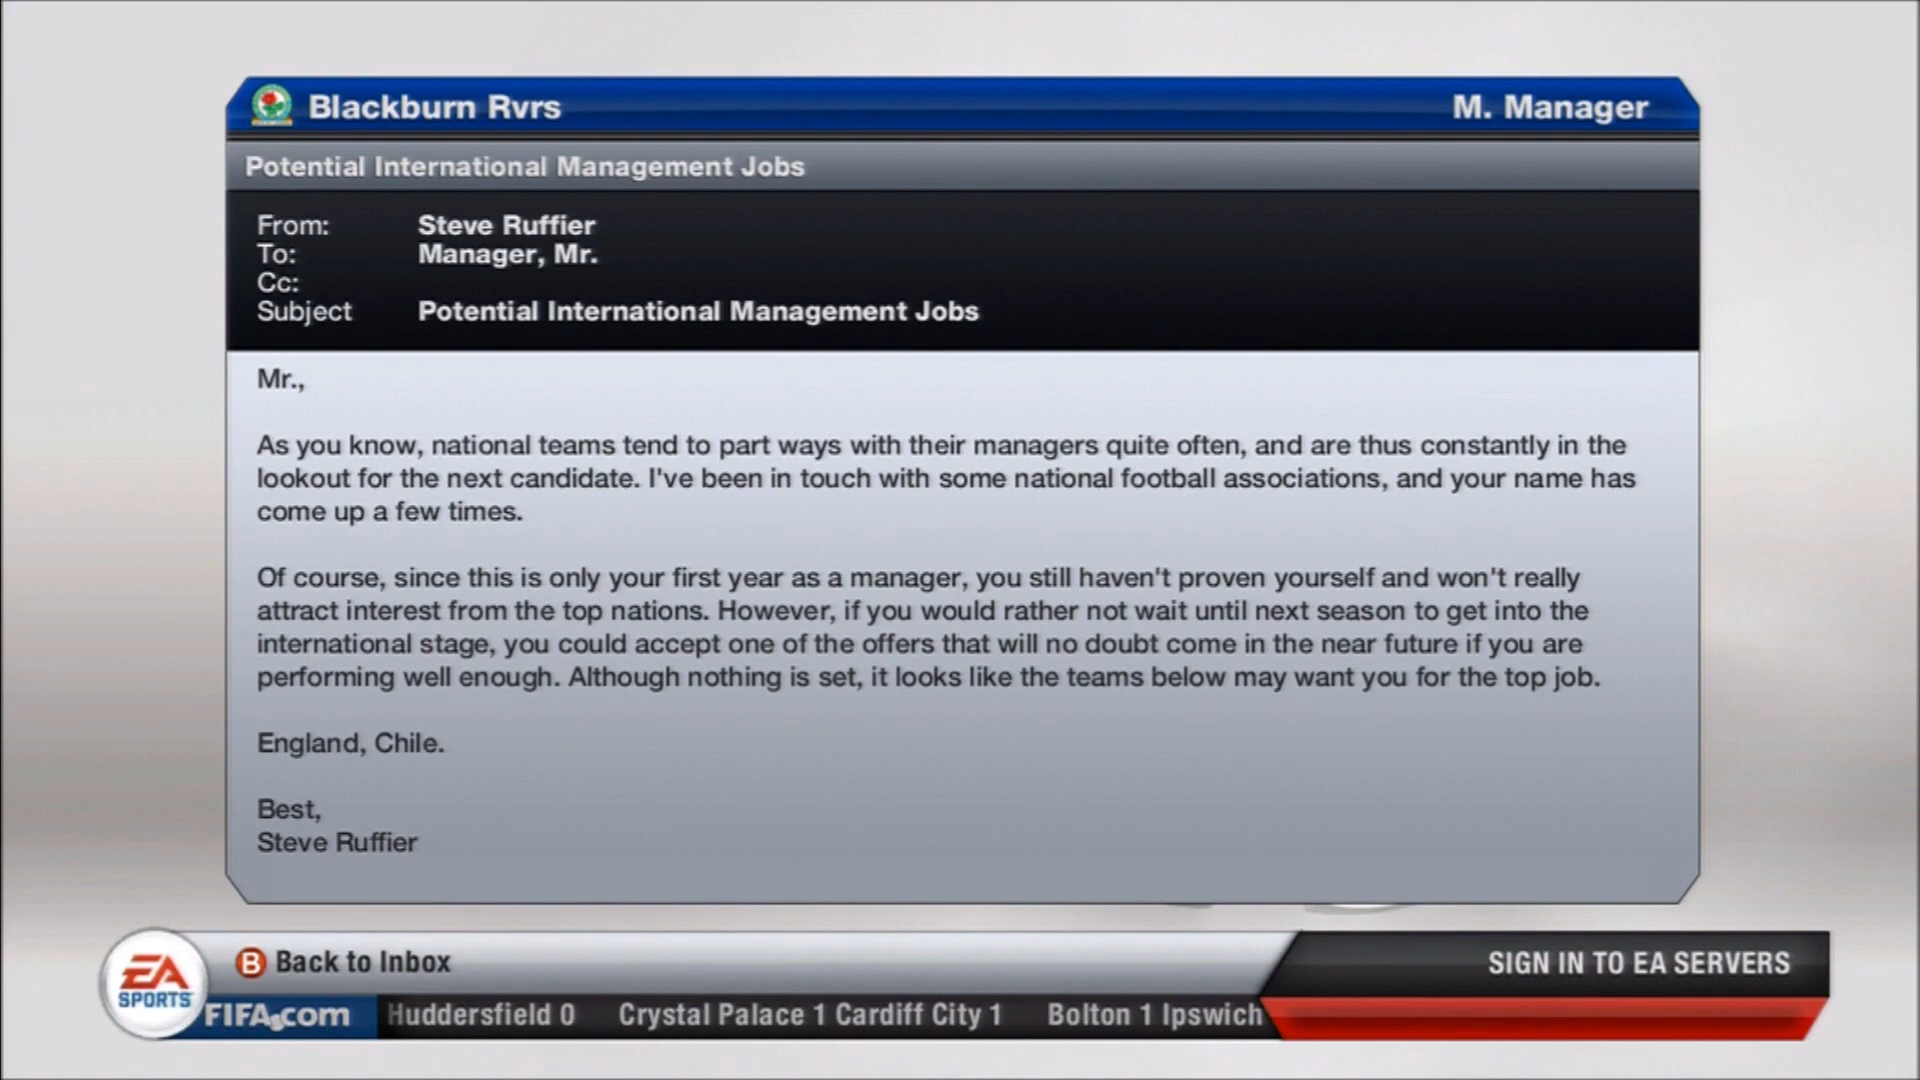 Blackburn Rvrs
M. Manager
Potential International Management Jobs
From: Steve Ruffier
To: Manager, Mr.
Cc:
Subject Potential International Management Jobs
Mr.,
As you know, national teams tend to part ways with their managers quite often, and are thus constantly in the
lookout for the next candidate. I've been in touch with some national football associations, and your name has
come up a few times.
Of course, since this is only your first year as a manager, you still haven't proven yourself and won't really
attract interest from the top nations. However, if you would rather not wait until next season to get into the
international stage, you could accept one of the offers that will no doubt come in the near future if you are
performing well enough. Although nothing is set, it looks like the teams below may want you for the top job.
England, Chile.
Best,
Steve Ruffier
EA
SPORTS
B Back to Inbox
SIGN IN TO EA SERVERS
FIFA.com
Huddersfield 0 Crystal Palace 1 Cardiff City 1 Bolton 1 Ipswich